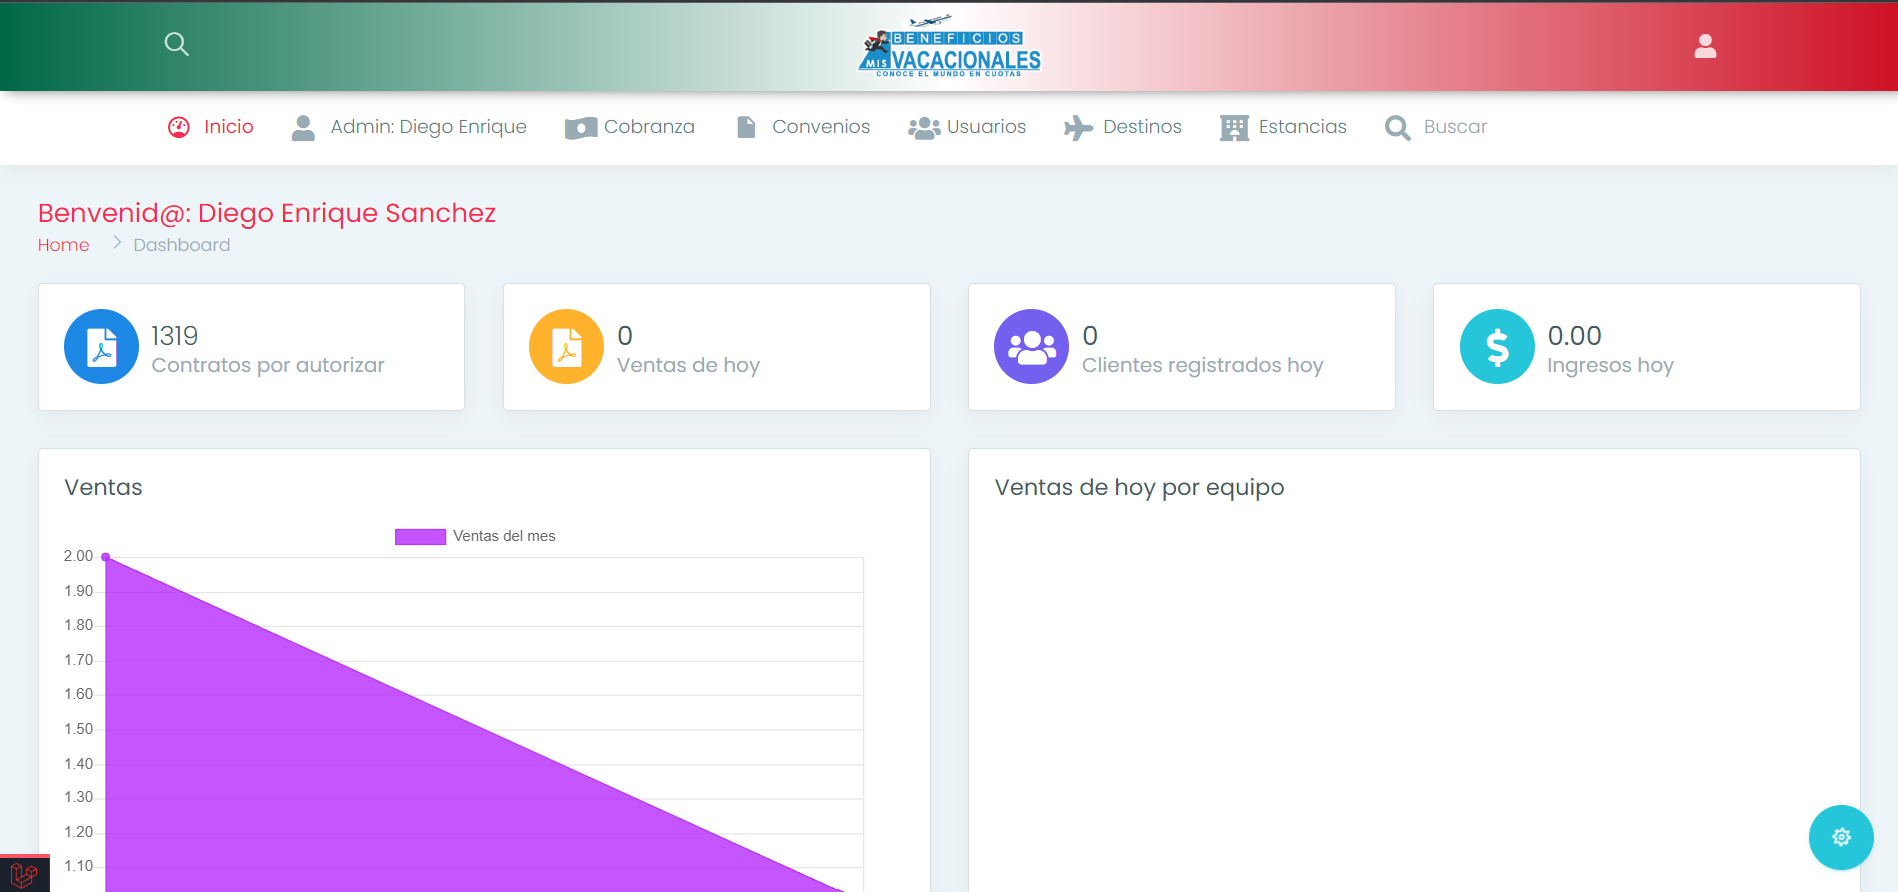 BENEFICIOS
MIS VACACIONALES
CONOCE EL MUNDO EN CUOTAS
Inicio
Admin: Diego Enrique
Cobranza
Convenios
Usuarios
Destinos
Estancias
Buscar
Benvenid@: Diego Enrique Sanchez
Home
Dashboard
1319
Contratos por autorizar
0
Ventas de hoy
0
Clientes registrados hoy
0.00
Ingresos hoy
Ventas
Ventas del mes
2.00
1.90
1.80
1.70
1.60
1.50
1.40
1.30
1.20
1.10
Ventas de hoy por equipo